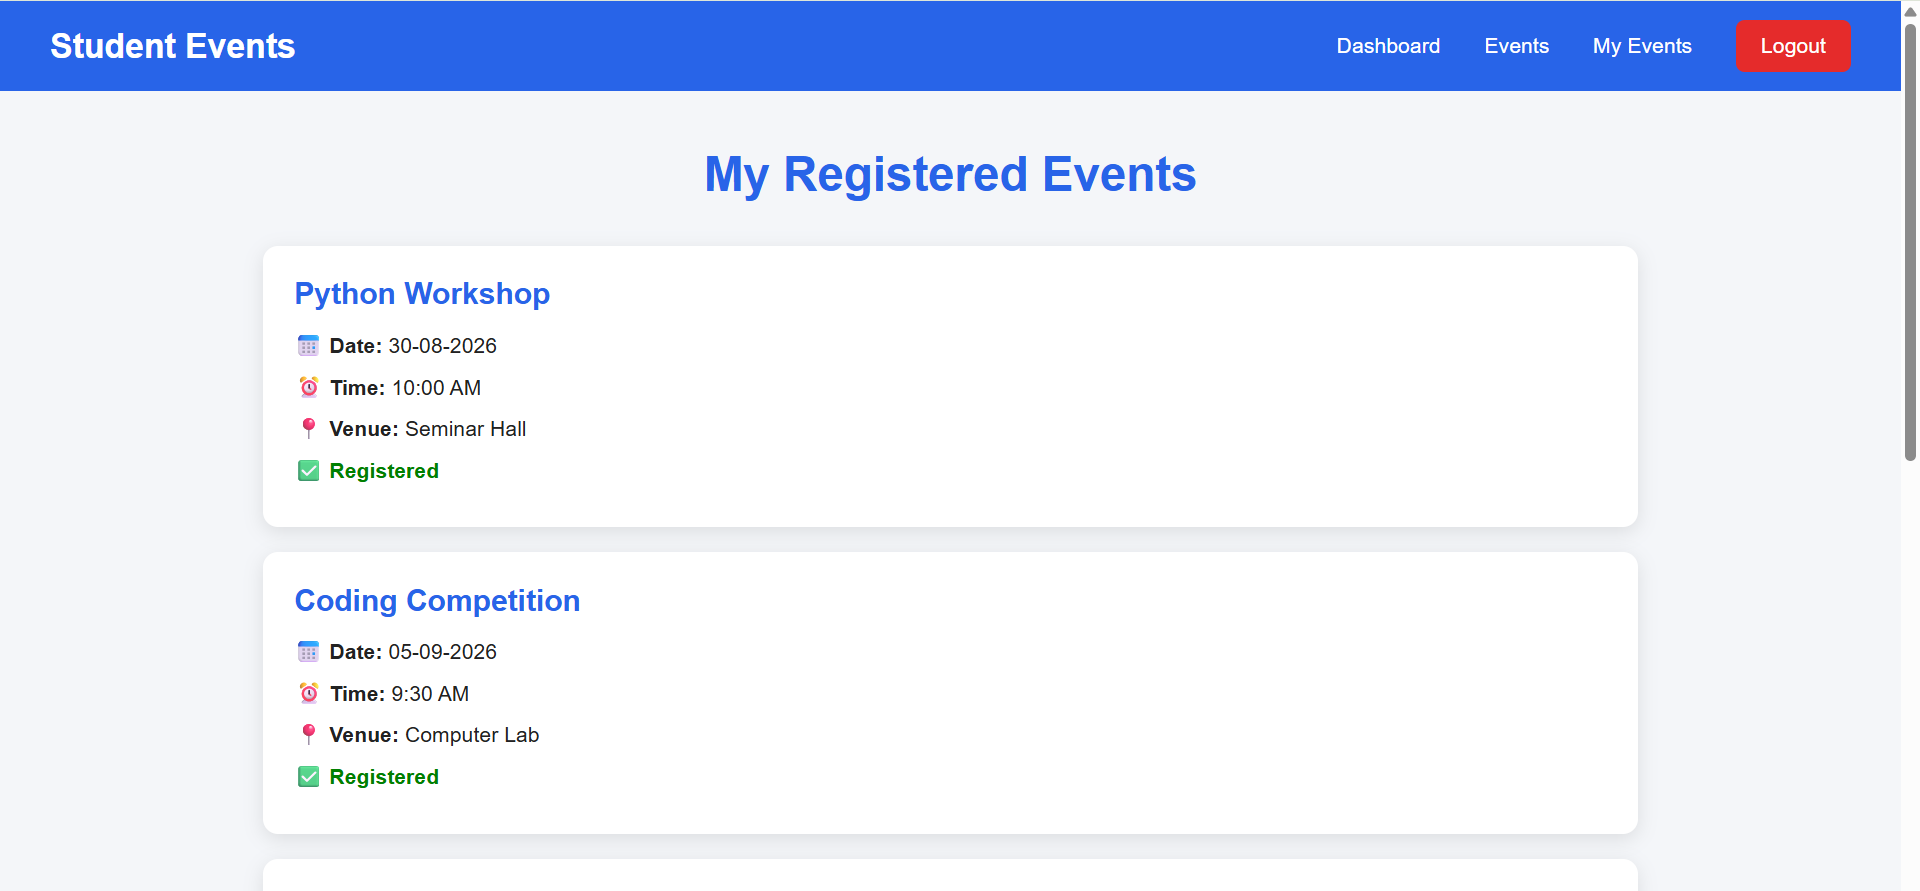 Student Events
Dashboard
Events
My Events
Logout
My Registered Events
Python Workshop
Date: 30-08-2026
Time: 10:00 AM
Venue: Seminar Hall
Registered
Coding Competition
Date: 05-09-2026
Time: 9:30 AM
Venue: Computer Lab
Registered